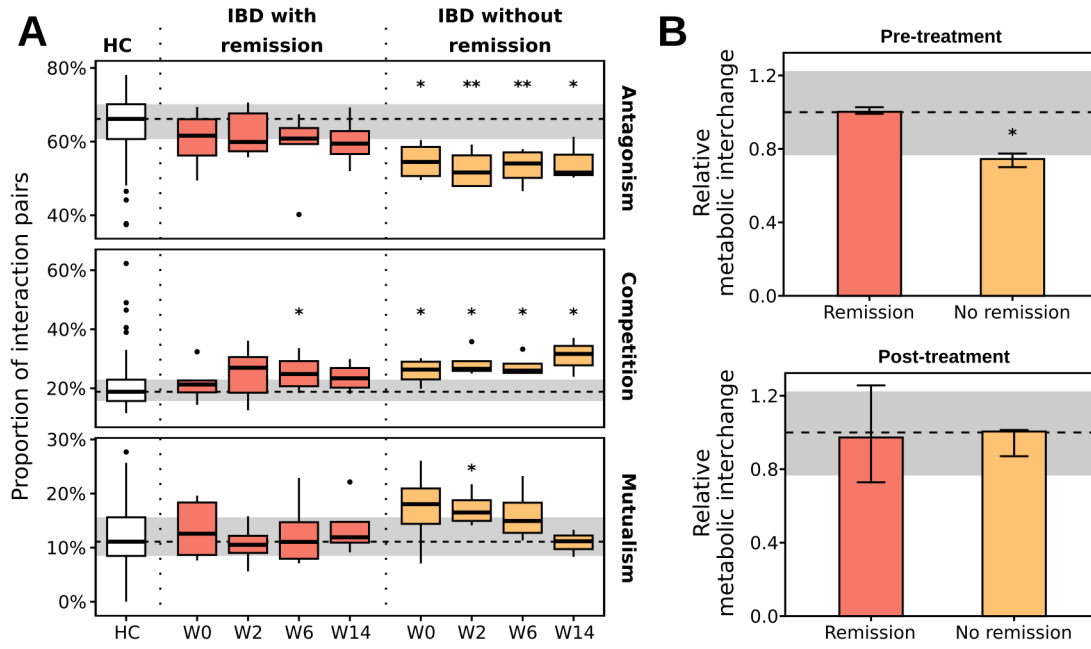 A
HC
IBD with
remission
IBD without
remission
Proportion of interaction pairs
80%
60%
40%
* ** ** *
Antagonism
60%
40%
20%
* * * * *
Competition
30%
20%
10%
0%
*
Mutualism
HC W0 W2 W6 W14 W0 W2 W6 W14
B
Pre-treatment
Relative
metabolic interchange
1.2
0.8
0.4
0.0
*
Remission No remission
Post-treatment
Relative
metabolic interchange
1.2
0.8
0.4
0.0
Remission No remission